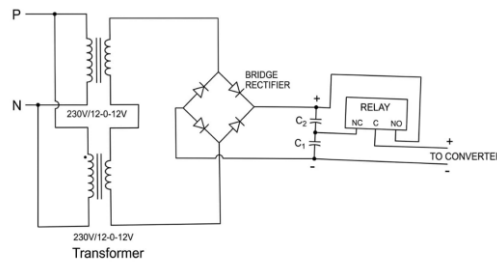 P
N
230V/12-0-12V
230V/12-0-12V
Transformer
BRIDGE
RECTIFIER
+
C₂
C₁
-
RELAY
NC C NO
+
TO CONVERTER
-